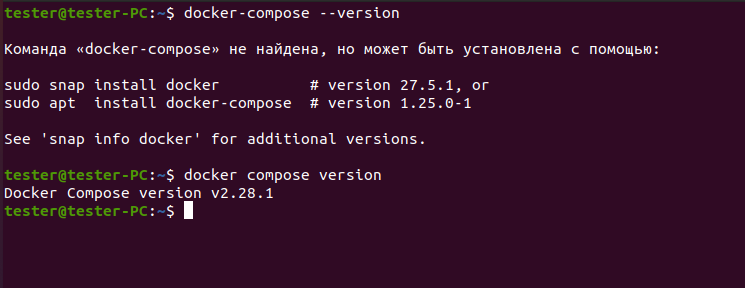 tester@tester-PC:~$ docker-compose --version
Команда «docker-compose» не найдена, но может быть установлена с помощью:
sudo snap install docker          # version 27.5.1, or
sudo apt  install docker-compose  # version 1.25.0-1
See 'snap info docker' for additional versions.
tester@tester-PC:~$ docker compose version
Docker Compose version v2.28.1
tester@tester-PC:~$